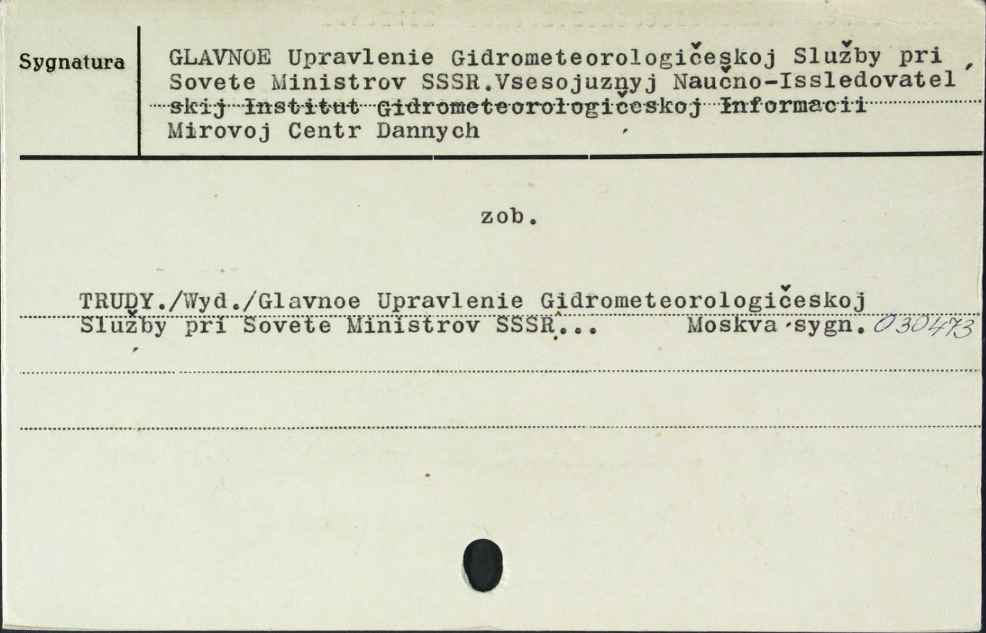 Sygnatura
GLAVNOE Upravlenie Gidrometeorologičeskoj Služby pri
Sovete Ministrov SSSR.Vsesojuznyj Naučno-Issledovatel'
skij Institut Gidrometeorologičeskoj Informacii
Mirovoj Centr Dannych
zob.
TRUDY./Wyd./Glavnoe Upravlenie Gidrometeorologičeskoj
Služby pri Sovete Ministrov SSSR... Moskva sygn. 030473